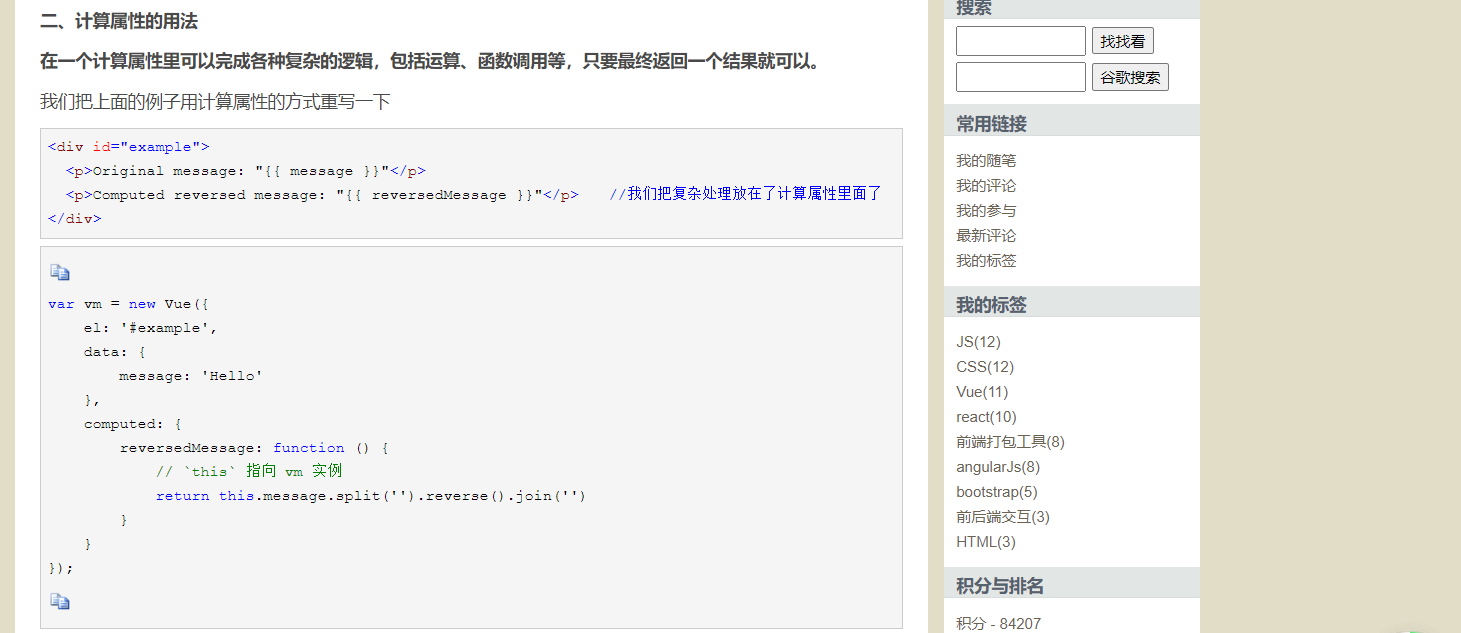 二、计算属性的用法
在一个计算属性里可以完成各种复杂的逻辑，包括运算、函数调用等，只要最终返回一个结果就可以。
我们把上面的例子用计算属性的方式重写一下
<div id="example">
  <p>Original message: "{{ message }}"</p>
  <p>Computed reversed message: "{{ reversedMessage }}"</p>   //我们把复杂处理放在了计算属性里面了
</div>
var vm = new Vue({
    el: '#example',
    data: {
        message: 'Hello'
    },
    computed: {
        reversedMessage: function () {
            // `this` 指向 vm 实例
            return this.message.split('').reverse().join('')
        }
    }
});
搜索
找找看
谷歌搜索
常用链接
我的随笔
我的评论
我的参与
最新评论
我的标签
我的标签
JS(12)
CSS(12)
Vue(11)
react(10)
前端打包工具(8)
angularJs(8)
bootstrap(5)
前后端交互(3)
HTML(3)
积分与排名
积分 - 84207